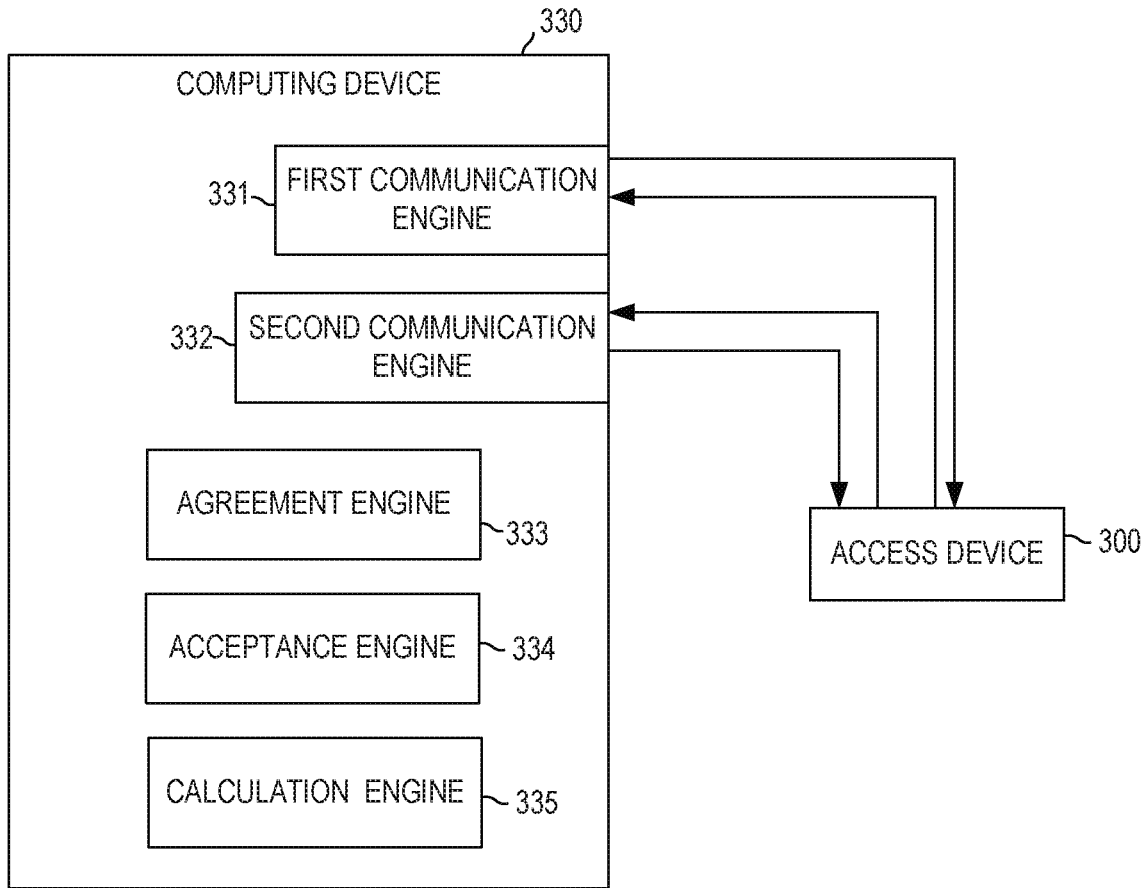 330
COMPUTING DEVICE
331
FIRST COMMUNICATION
ENGINE
332
SECOND COMMUNICATION
ENGINE
AGREEMENT ENGINE
333
ACCESS DEVICE
300
ACCEPTANCE ENGINE
334
CALCULATION ENGINE
335